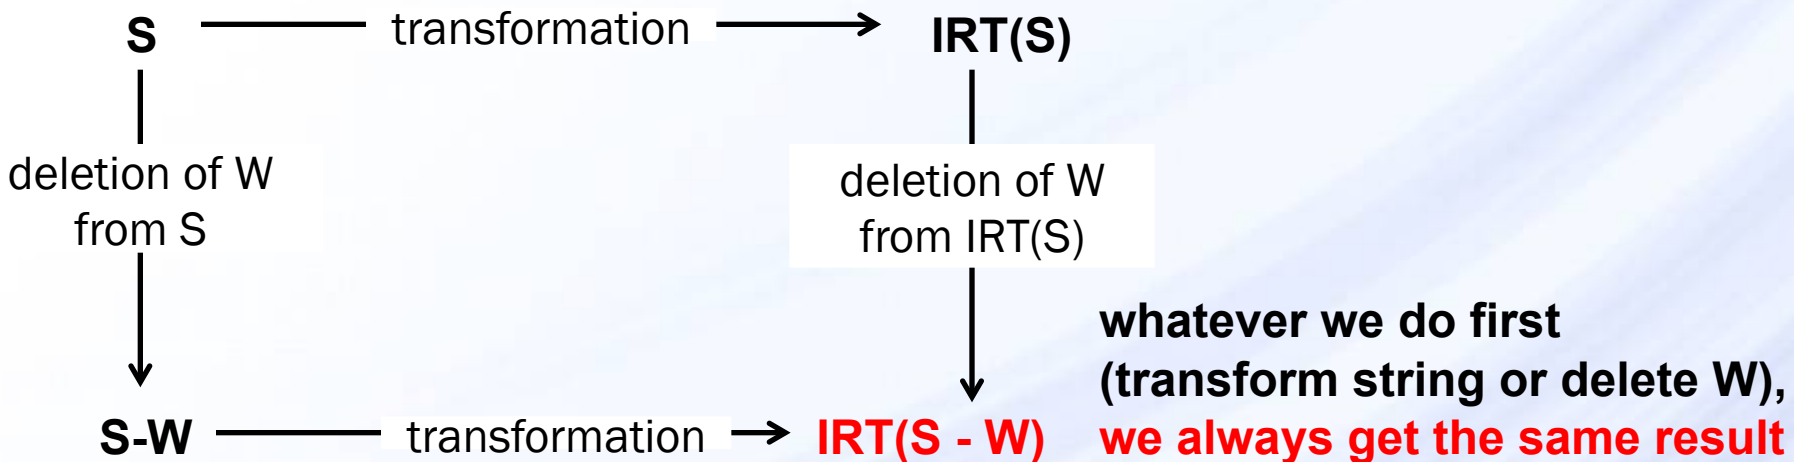 S transformation IRT(S)
deletion of W
from S
deletion of W
from IRT(S)
whatever we do first
(transform string or delete W),
we always get the same result
S-W transformation IRT(S - W)